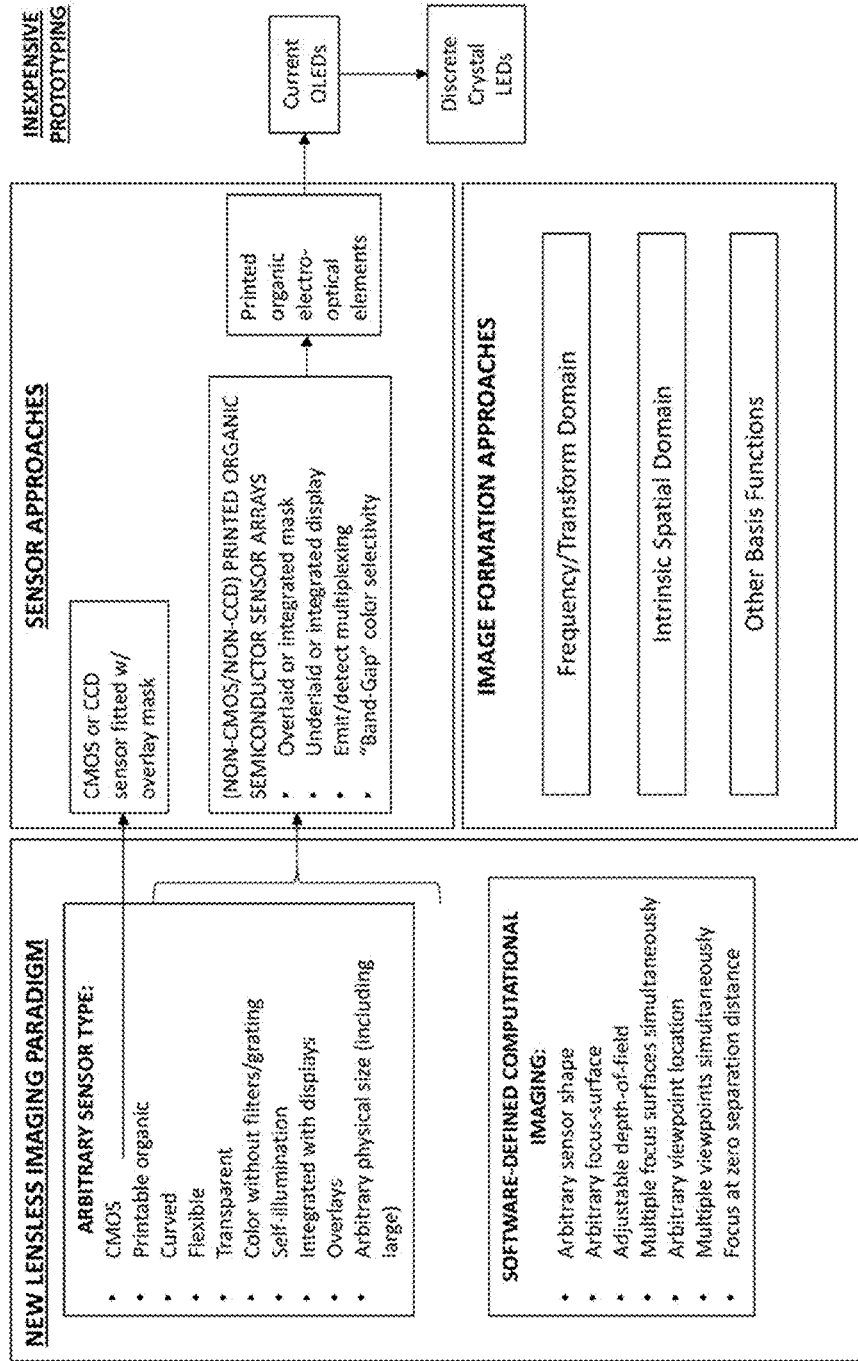 NEW LENSLESS IMAGING PARADIGM
ARBITRARY SENSOR TYPE:
• CMOS
• Printable organic
• Curved
• Flexible
• Transparent
• Color without filters/grating
• Self-illumination
• Integrated with displays
• Overlays
• Arbitrary physical size (including
large)
SOFTWARE-DEFINED COMPUTATIONAL
IMAGING:
• Arbitrary sensor shape
• Arbitrary focus-surface
• Adjustable depth-of-field
• Multiple focus surfaces simultaneously
• Arbitrary viewpoint location
• Multiple viewpoints simultaneously
• Focus at zero separation distance
SENSOR APPROACHES
CMOS or CCD
sensor fitted w/
overlay mask
(NON-CMOS/NON-CCD) PRINTED ORGANIC
SEMICONDUCTOR SENSOR ARRAYS
• Overlaid or integrated mask
• Underlaid or integrated display
• Emit/detect multiplexing
• "Band-Gap" color selectivity
Printed
organic
electro-
optical
elements
IMAGE FORMATION APPROACHES
Frequency/Transform Domain
Intrinsic Spatial Domain
Other Basis Functions
INEXPENSIVE
PROTOTYPING
Current
QLEDs
Discrete
Crystal
LEDs